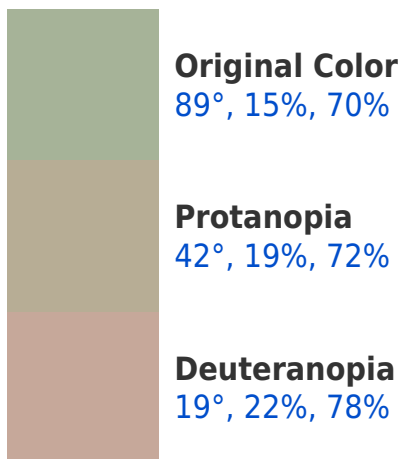 Original Color
89°, 15%, 70%
Protanopia
42°, 19%, 72%
Deuteranopia
19°, 22%, 78%